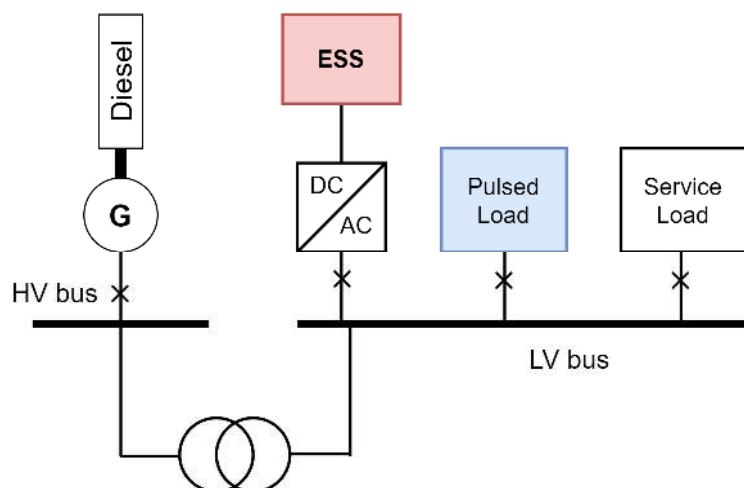 Diesel
ESS
DC
AC
Pulsed
Load
Service
Load
G
HV bus
LV bus